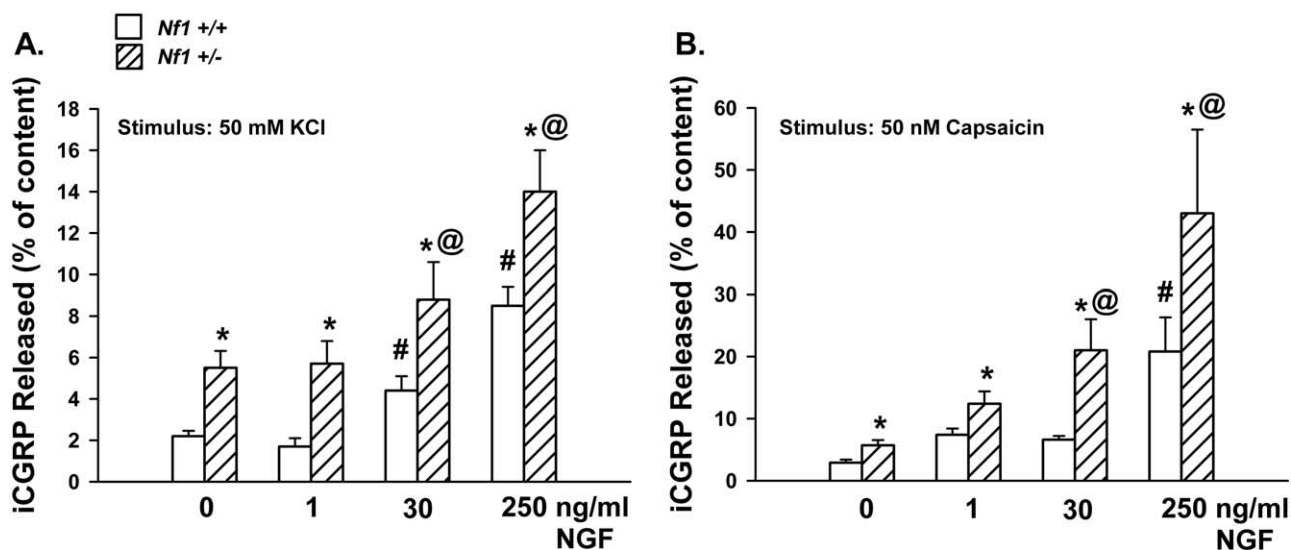 A.
Nf1 +/+
Nf1 +/-
iCGRP Released (% of content)
18
16
14
12
10
8
6
4
2
0
Stimulus: 50 mM KCl
*
*
#
*@
#
*@
0 1 30 250 ng/ml
NGF
B.
iCGRP Released (% of content)
60
50
40
30
20
10
0
Stimulus: 50 nM Capsaicin
*
*
*@
#
*@
0 1 30 250 ng/ml
NGF